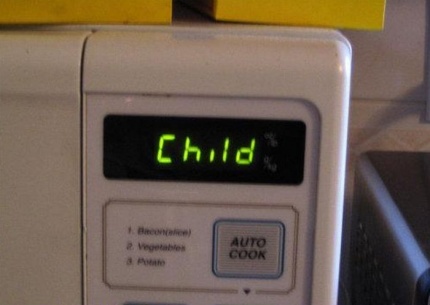 Child
1. Bacon(slice)
2. Vegetables
3. Potato
AUTO
COOK